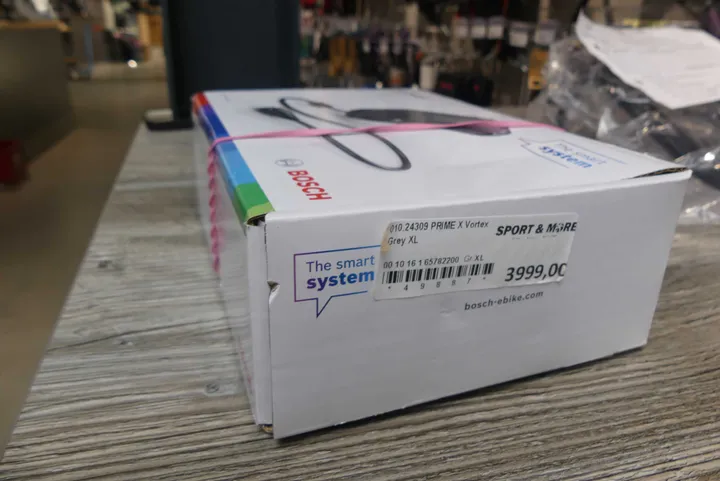 BOSCH
The smart
system
The smart
system
010.24309 PRIME X Vortex
Grey XL
SPORT & MORE
00 10 16 1 65782200 Gr XL
* 49887 *
3999,00
bosch-ebike.com